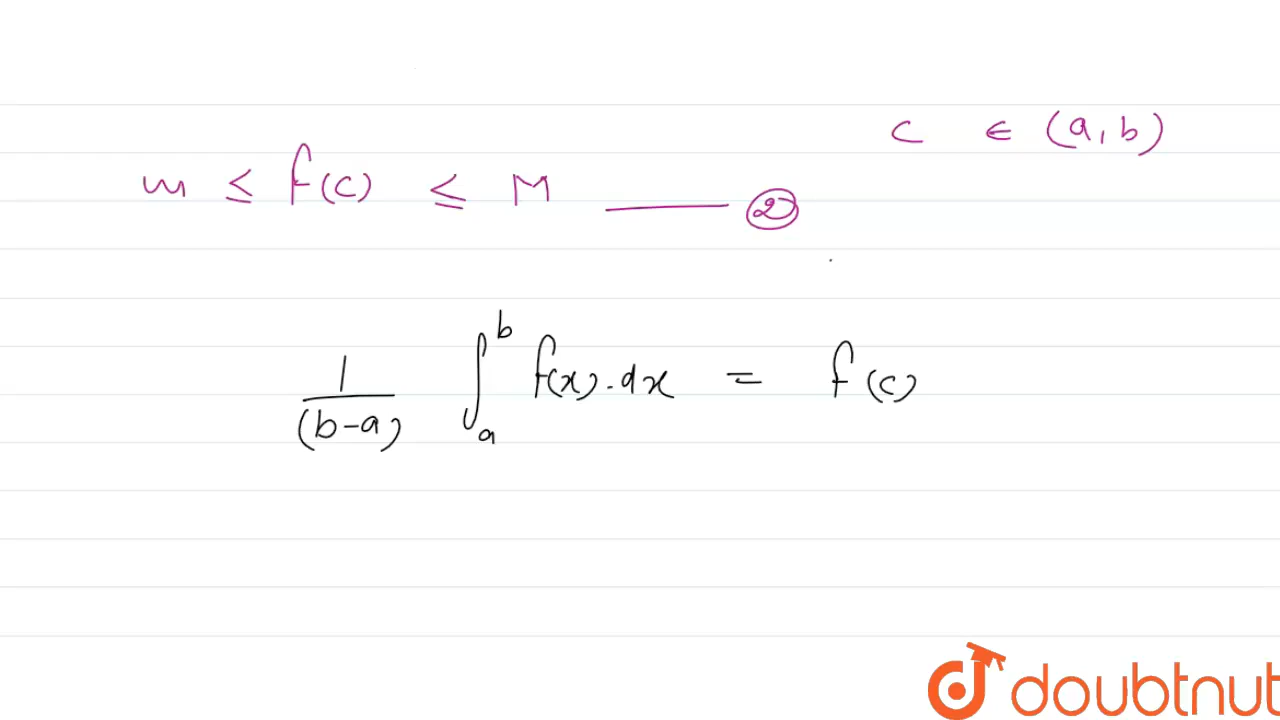 c ∈ (a, b)
m ≤ f(c) ≤ M —— ②
1/(b-a) ∫_a^b f(x).dx = f(c)
doubtnut